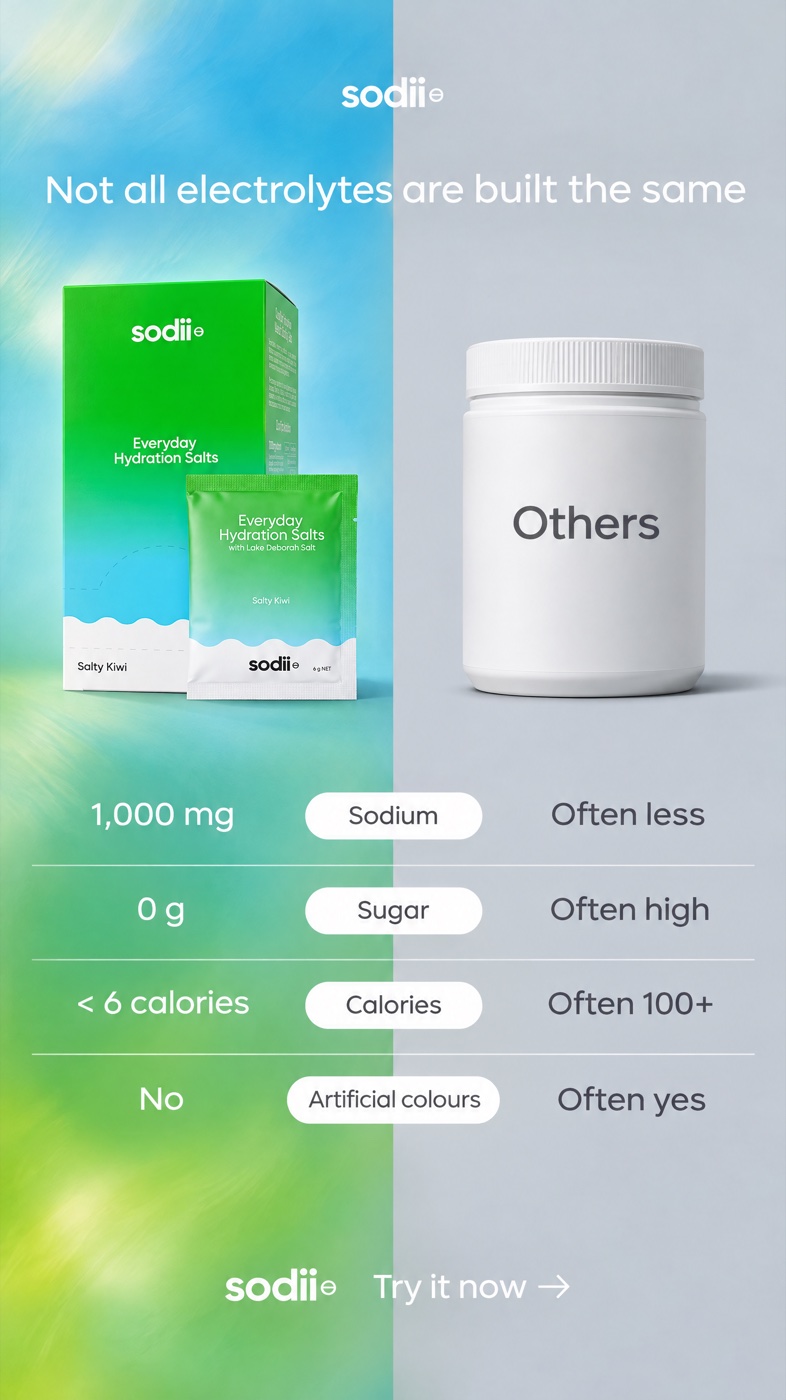 sodii
Not all electrolytes are built the same
sodii
Everyday
Hydration Salts
Salty Kiwi
Everyday
Hydration Salts
with Lake Deborah Salt
Salty Kiwi
sodii
6 g NET
Others
1,000 mg Sodium Often less
0 g Sugar Often high
< 6 calories Calories Often 100+
No Artificial colours Often yes
sodii Try it now →